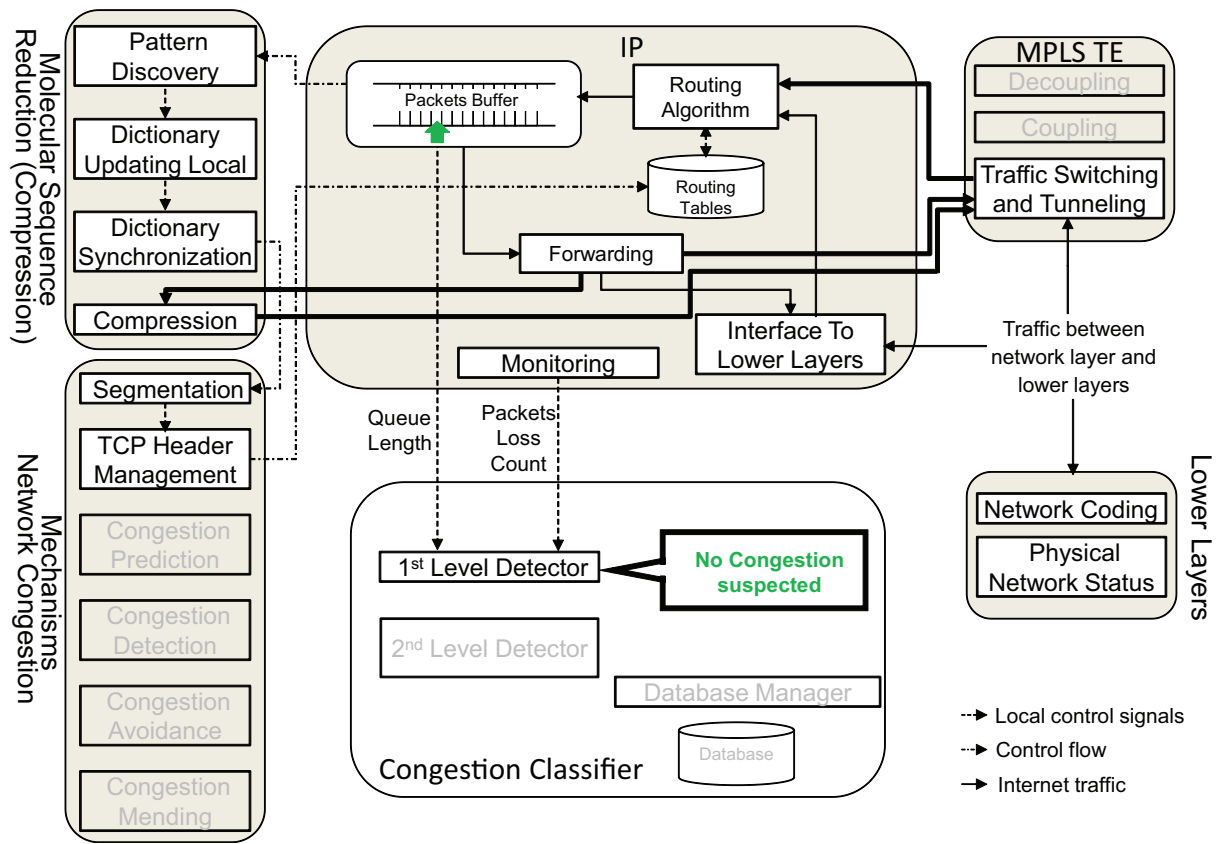 Molecular Sequence
Reduction (Compression)
Pattern
Discovery
Dictionary
Updating Local
Dictionary
Synchronization
Compression
Mechanisms
Network Congestion
Segmentation
TCP Header
Management
Congestion
Prediction
Congestion
Detection
Congestion
Avoidance
Congestion
Mending
IP
Packets Buffer
Routing
Algorithm
Routing
Tables
Forwarding
Interface To
Lower Layers
Monitoring
Queue
Length
Packets
Loss
Count
MPLS TE
Decoupling
Coupling
Traffic Switching
and Tunneling
Traffic between
network layer and
lower layers
Lower Layers
Network Coding
Physical
Network Status
1st Level Detector
No Congestion
suspected
2nd Level Detector
Database Manager
Database
Congestion Classifier
Local control signals
Control flow
Internet traffic